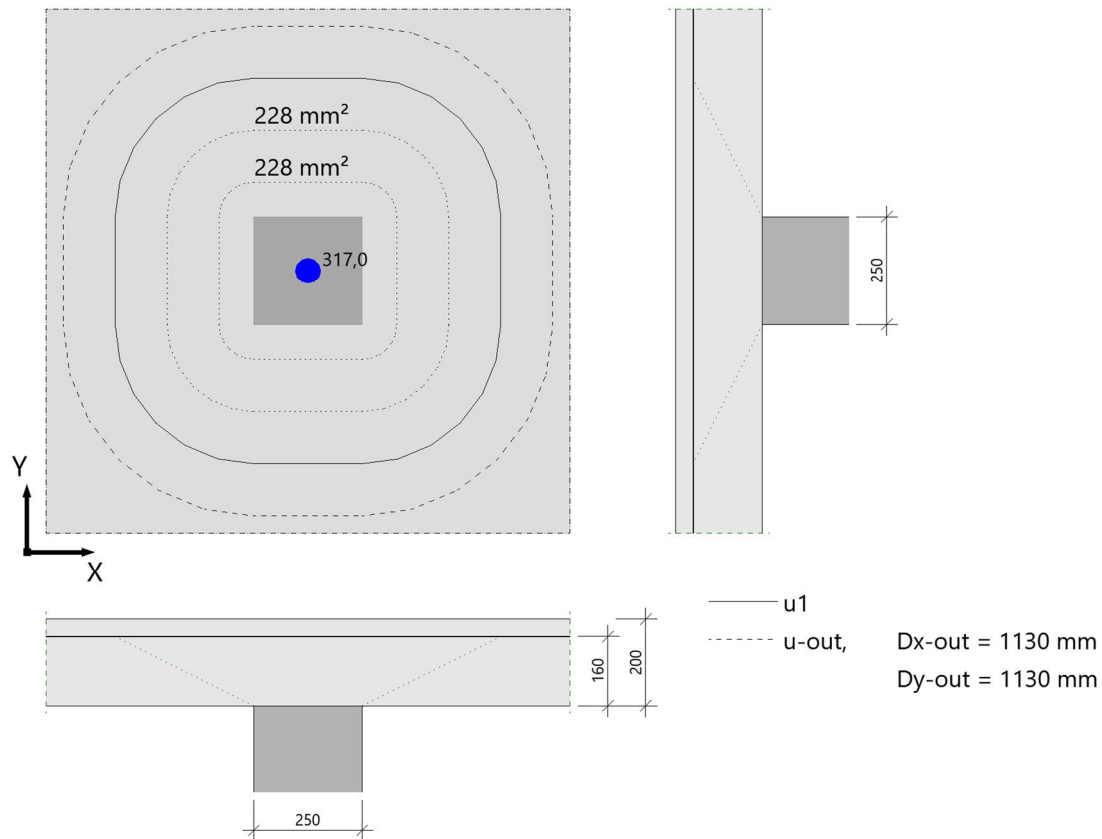 228 mm²
228 mm²
317,0
250
Y
X
u1
u-out, Dx-out = 1130 mm
Dy-out = 1130 mm
160
200
250